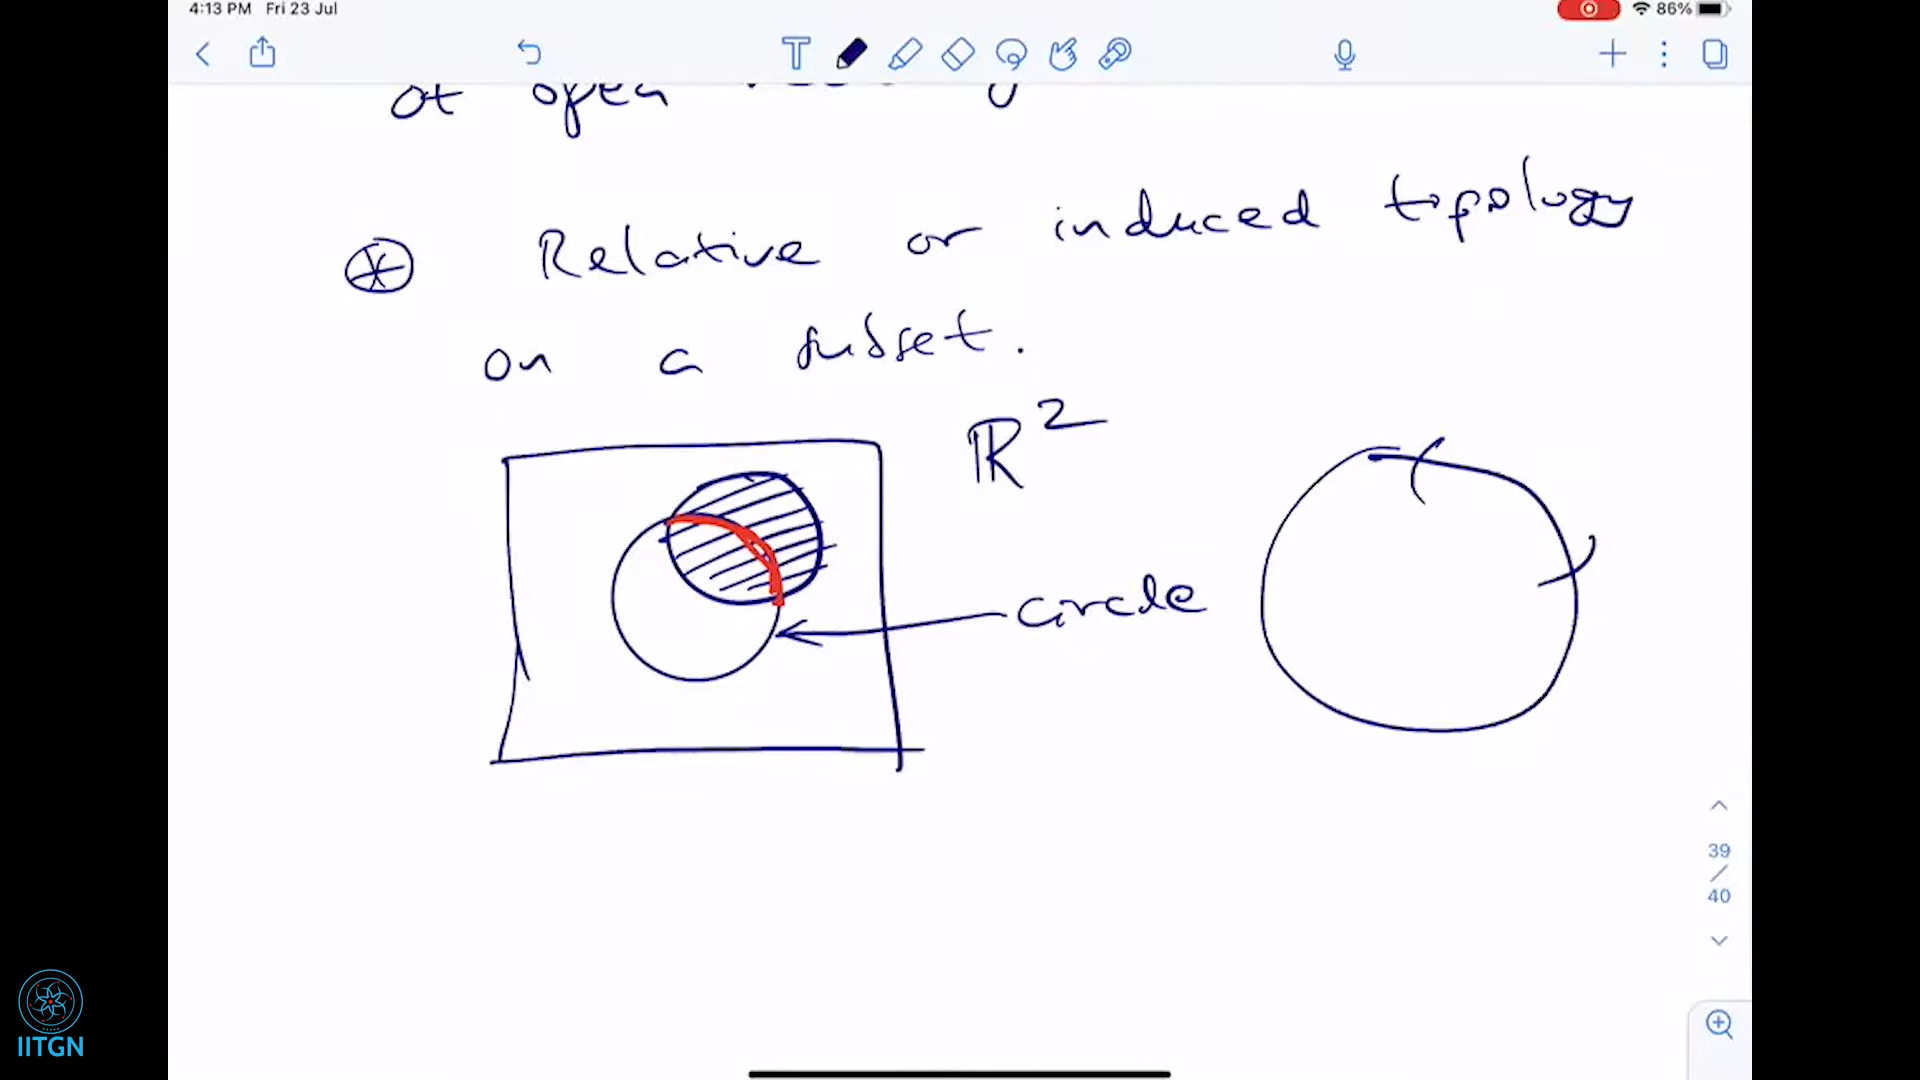 4:13 PM Fri 23 Jul
86%
T
of open
Relative or induced topology
on a subset.
ℝ²
circle
39
/
40
IITGN